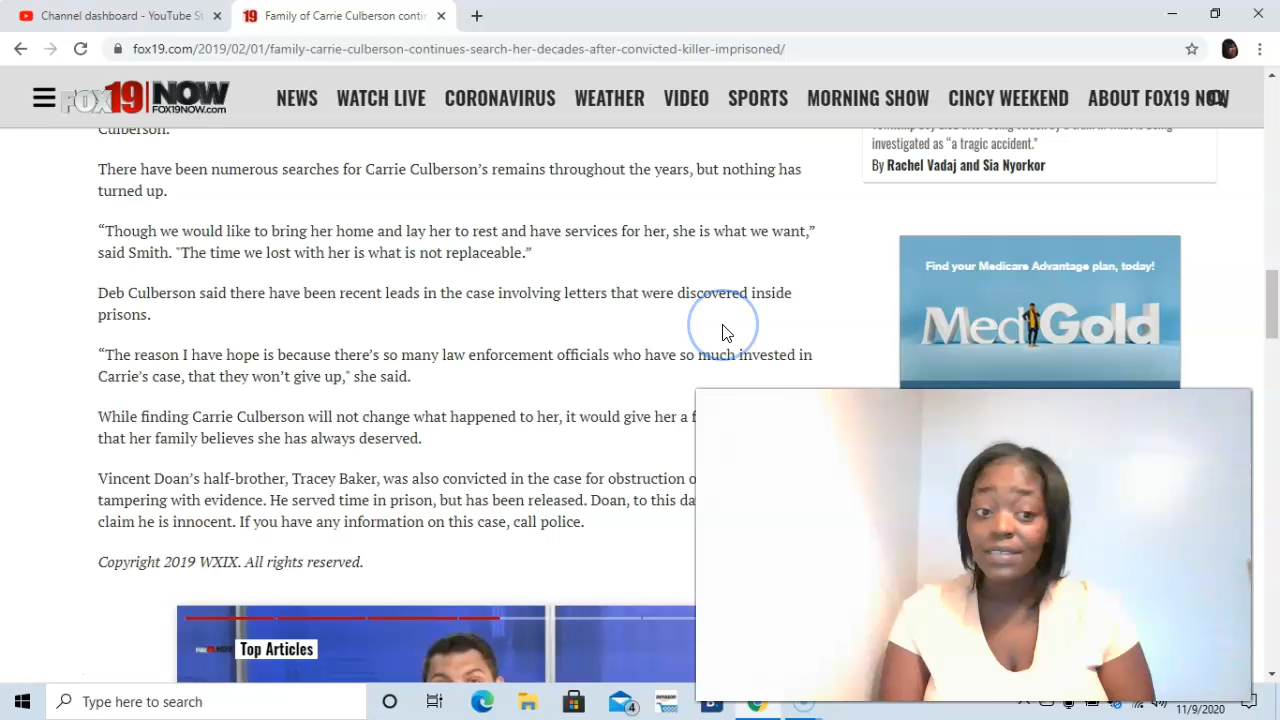 Channel dashboard - YouTube St
Family of Carrie Culberson conti
fox19.com/2019/02/01/family-carrie-culberson-continues-search-her-decades-after-convicted-killer-imprisoned/
FOX19 NOW
FOX19NOW.com
NEWS WATCH LIVE CORONAVIRUS WEATHER VIDEO SPORTS MORNING SHOW CINCY WEEKEND ABOUT FOX19 NOW
Culberson.
There have been numerous searches for Carrie Culberson’s remains throughout the years, but nothing has
turned up.
“Though we would like to bring her home and lay her to rest and have services for her, she is what we want,”
said Smith. "The time we lost with her is what is not replaceable.”
Deb Culberson said there have been recent leads in the case involving letters that were discovered inside
prisons.
“The reason I have hope is because there’s so many law enforcement officials who have so much invested in
Carrie’s case, that they won’t give up," she said.
While finding Carrie Culberson will not change what happened to her, it would give her a f
that her family believes she has always deserved.
Vincent Doan’s half-brother, Tracey Baker, was also convicted in the case for obstruction o
tampering with evidence. He served time in prison, but has been released. Doan, to this da
claim he is innocent. If you have any information on this case, call police.
Copyright 2019 WXIX. All rights reserved.
Top Articles
investigated as “a tragic accident."
By Rachel Vadaj and Sia Nyorkor
Find your Medicare Advantage plan, today!
MediGold
Type here to search
4
11/9/2020